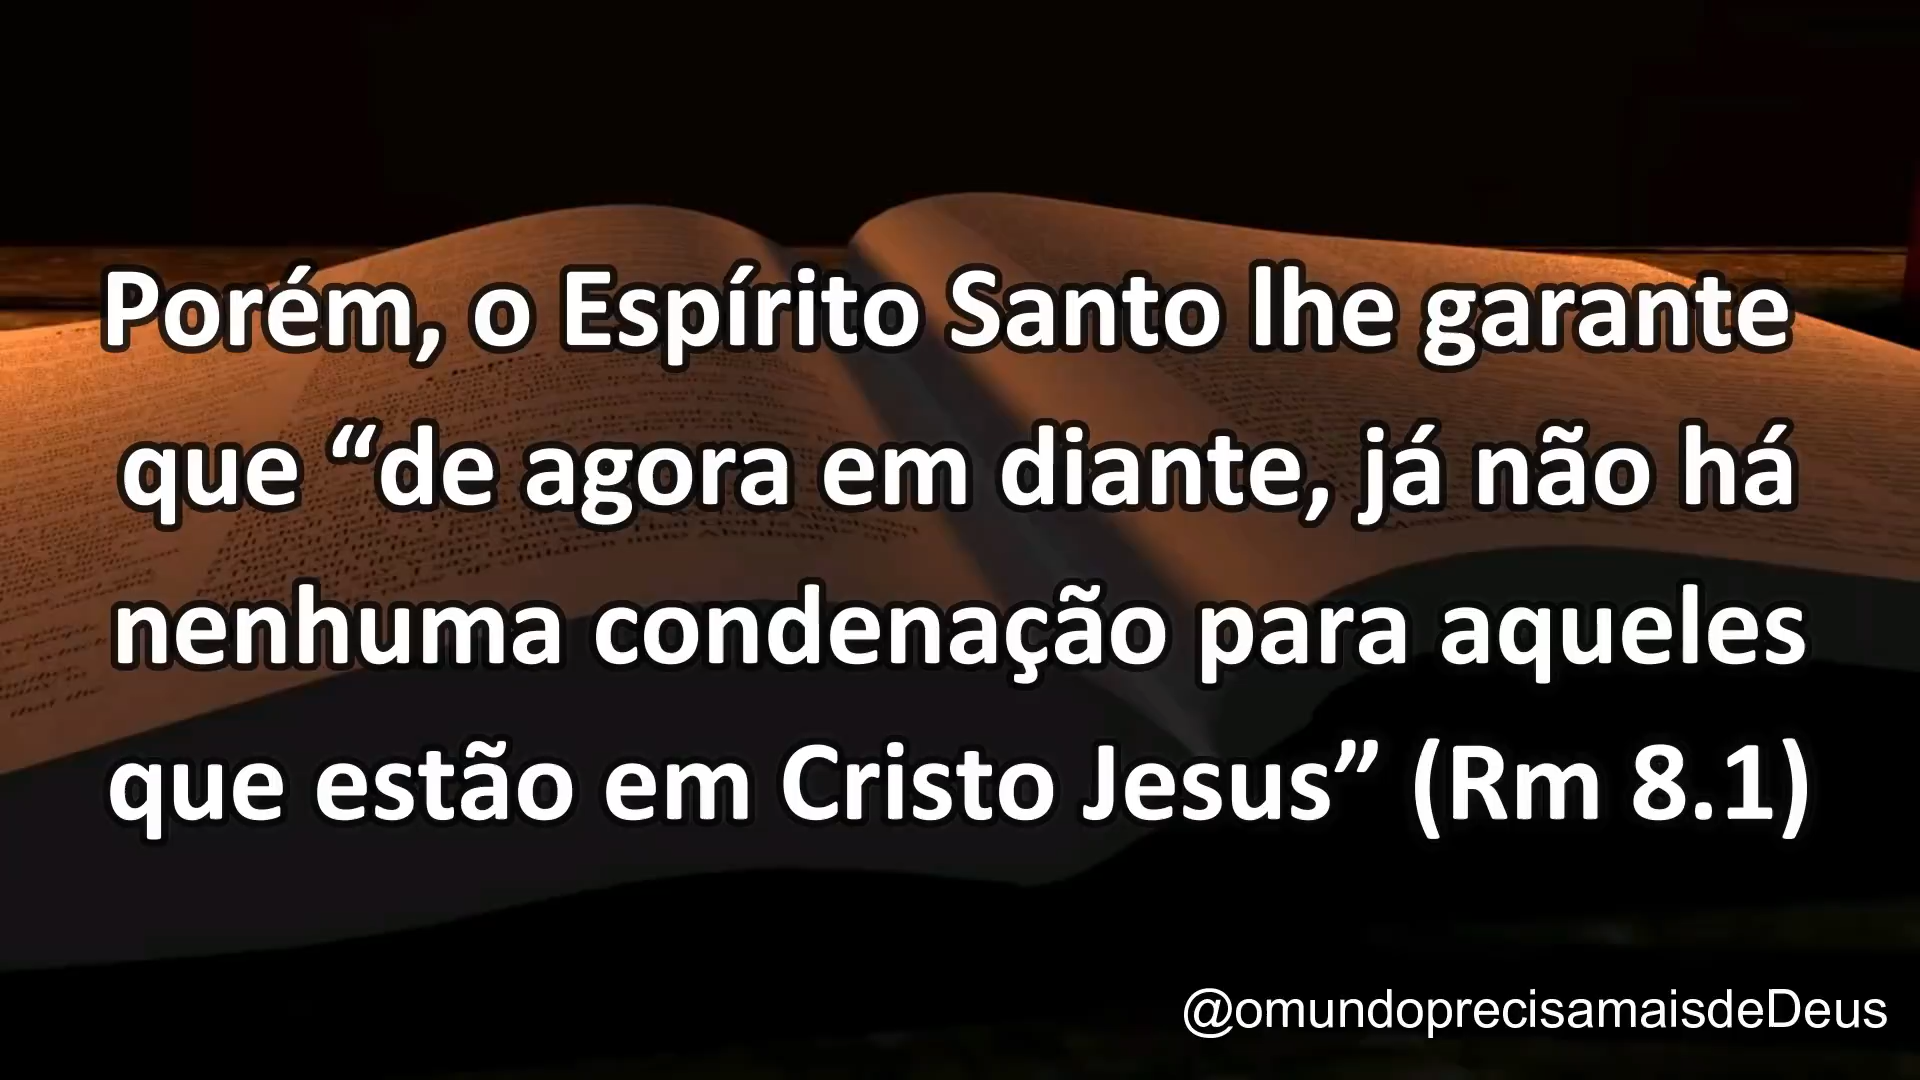 Porém, o Espírito Santo lhe garante
que “de agora em diante, já não há
nenhuma condenação para aqueles
que estão em Cristo Jesus” (Rm 8.1)
@omundoprecisamaisdeDeus